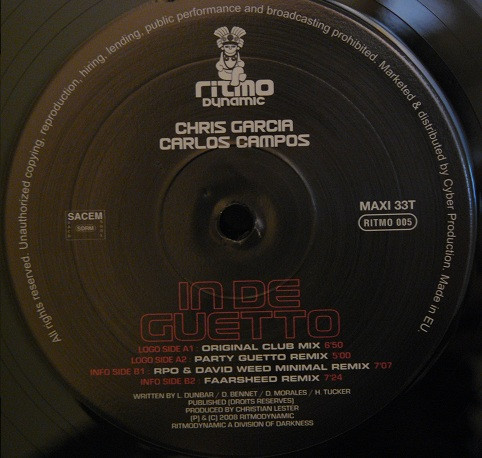 All rights reserved. Unauthorized copying, reproduction, hiring, lending, public performance and broadcasting prohibited. Marketed & distributed by Cyber Production. Made in EU.
RITMO
DYNAMIC
CHRIS GARCIA
CARLOS CAMPOS
SACEM
MAXI 33T
RITMO 005
IN DE
GUETTO
LOGO SIDE A1 : ORIGINAL CLUB MIX 6'50
LOGO SIDE A2 : PARTY GUETTO REMIX 5'00
INFO SIDE B1 : RPO & DAVID WEED MINIMAL REMIX 7'07
INFO SIDE B2 : FAARSHEED REMIX 7'24
WRITTEN BY L. DUNBAR / D. BENNET / D. MORALES / H. TUCKER
PUBLISHED (DROITS RESERVES)
PRODUCED BY CHRISTIAN LESTER
(P) & (C) 2008 RITMODYNAMIC
RITMODYNAMIC A DIVISION OF DARKNESS